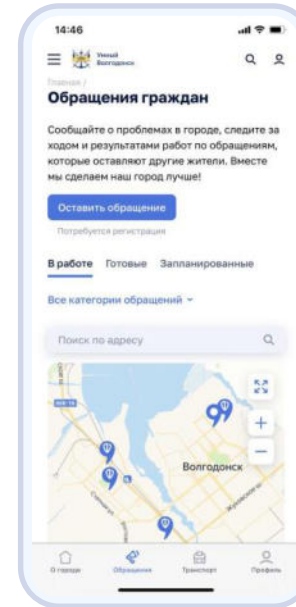 14:46
Умный
Волгодонск
Главная /
Обращения граждан
Сообщайте о проблемах в городе, следите за
ходом и результатами работ по обращениям,
которые оставляют другие жители. Вместе
мы сделаем наш город лучше!
Оставить обращение
Потребуется регистрация
В работе Готовые Запланированные
Все категории обращений
Поиск по адресу
Волгодонск
О городе Обращения Транспорт Профиль